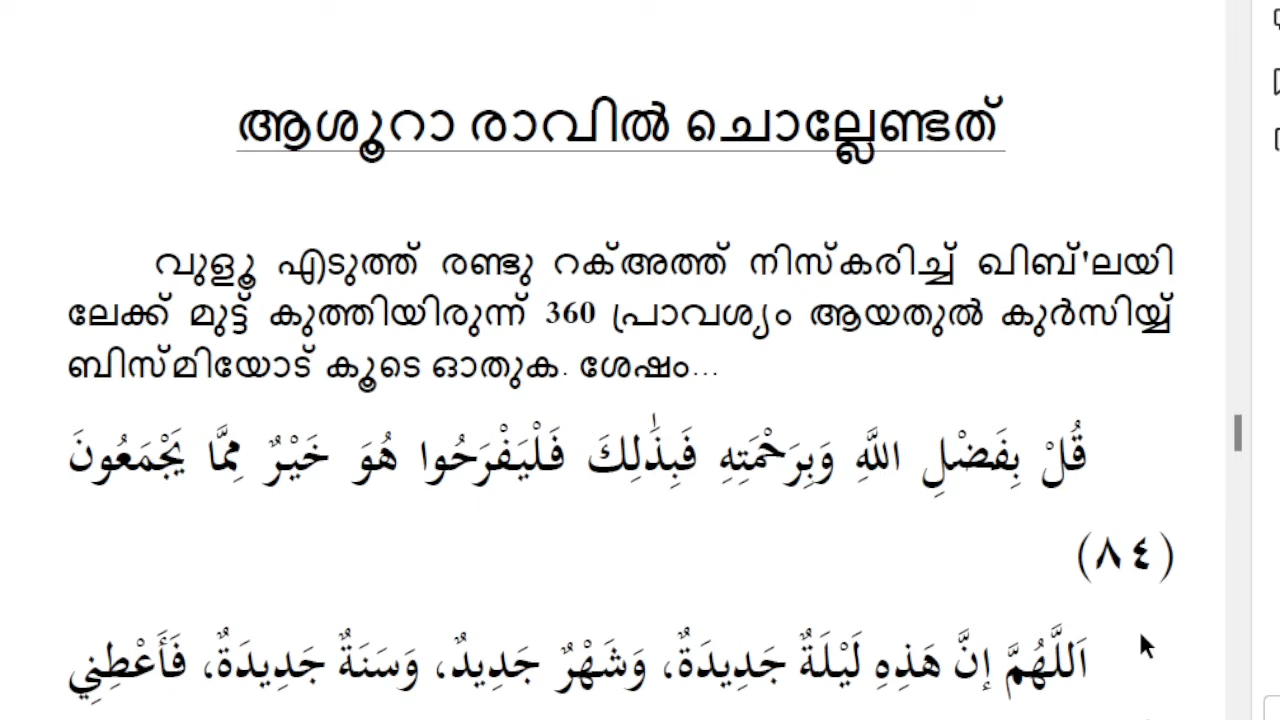 ആശൂറാ രാവിൽ ചൊല്ലേണ്ടത്
വുളൂ എടുത്ത് രണ്ടു റക്അത്ത് നിസ്കരിച്ച് ഖിബ്'ലയി
ലേക്ക് മുട്ട് കുത്തിയിരുന്ന് 360 പ്രാവശ്യം ആയതുൽ കുർസിയ്യ്
ബിസ്മിയോട് കൂടെ ഓതുക. ശേഷം...
قُلْ بِفَضْلِ اللَّهِ وَبِرَحْمَتِهِ فَبِذَٰلِكَ فَلْيَفْرَحُوا هُوَ خَيْرٌ مِمَّا يَجْمَعُونَ
(٨٤)
اَللَّهُمَّ إِنَّ هَذِهِ لَيْلَةٌ جَدِيدَةٌ، وَشَهْرٌ جَدِيدٌ، وَسَنَةٌ جَدِيدَةٌ، فَأَعْطِنِي